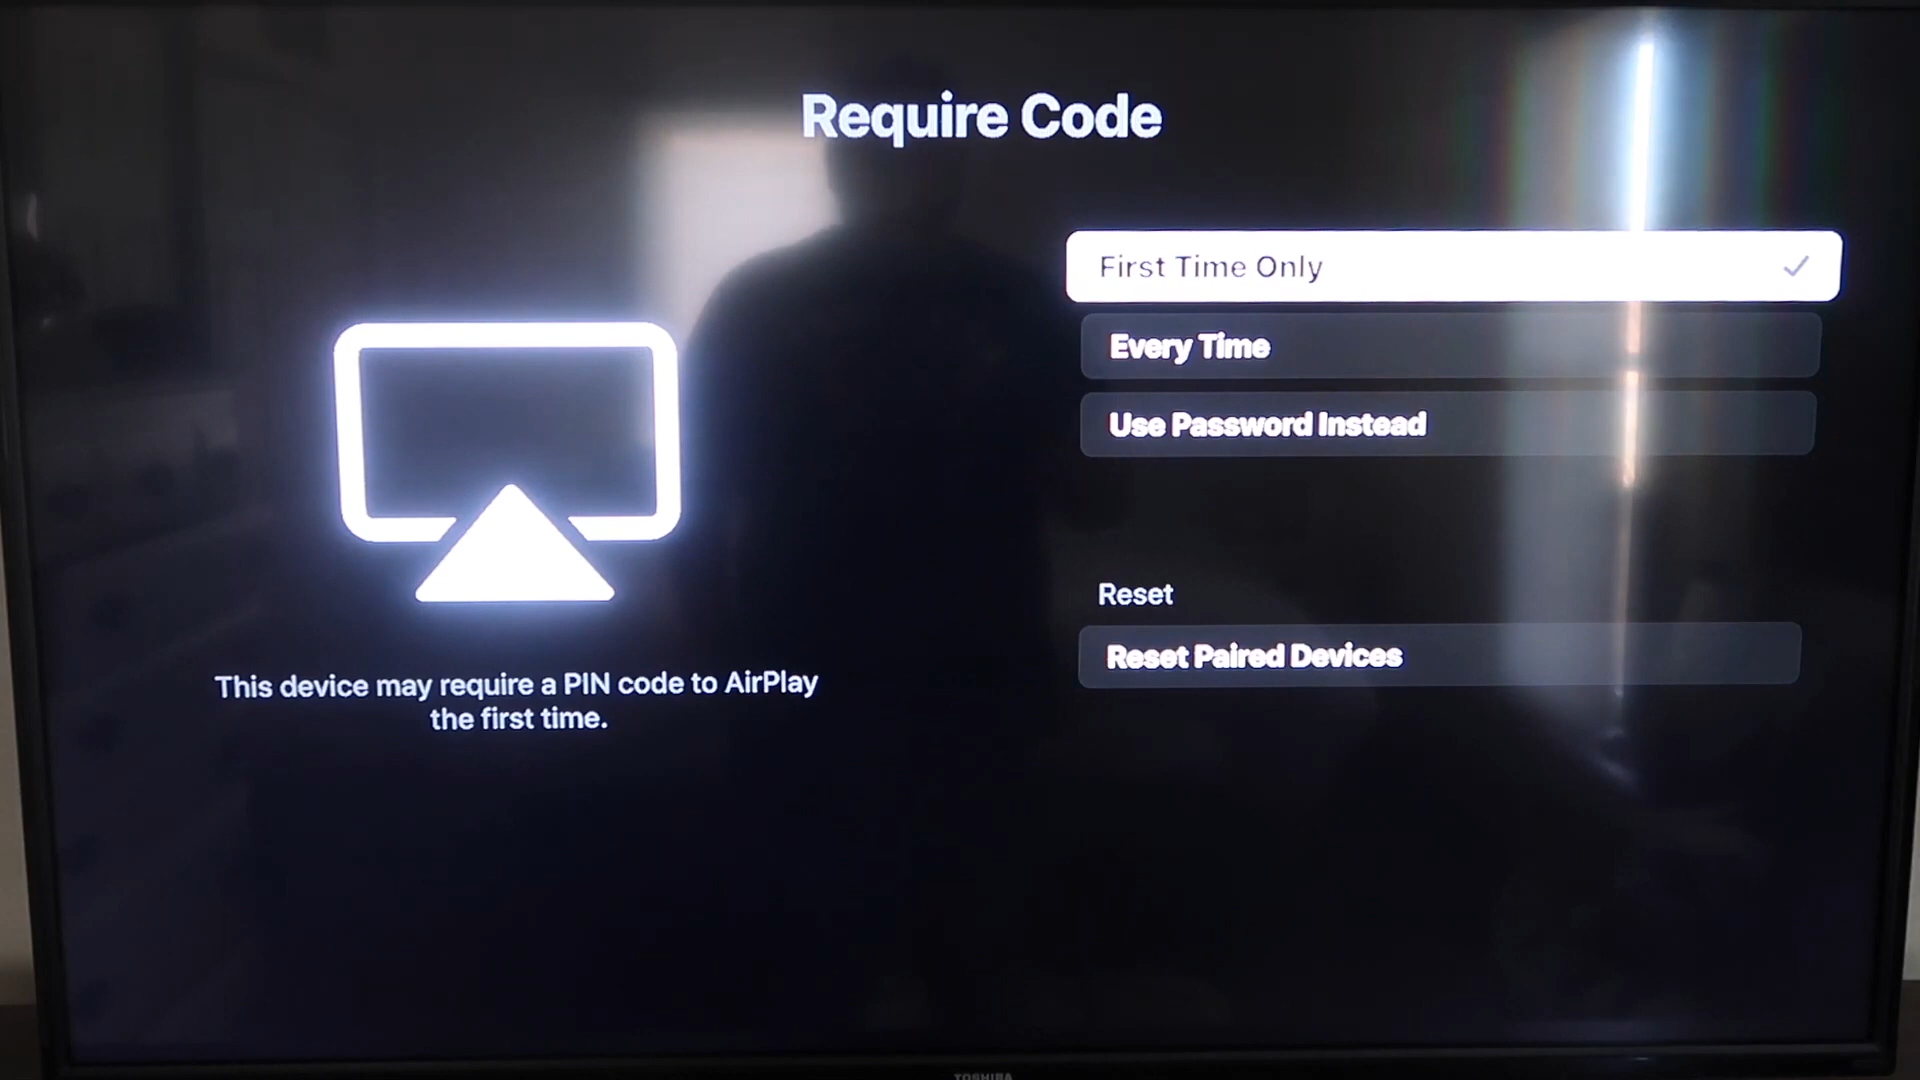 Require Code
First Time Only
Every Time
Use Password Instead
Reset
Reset Paired Devices
This device may require a PIN code to AirPlay
the first time.
TOSHIBA